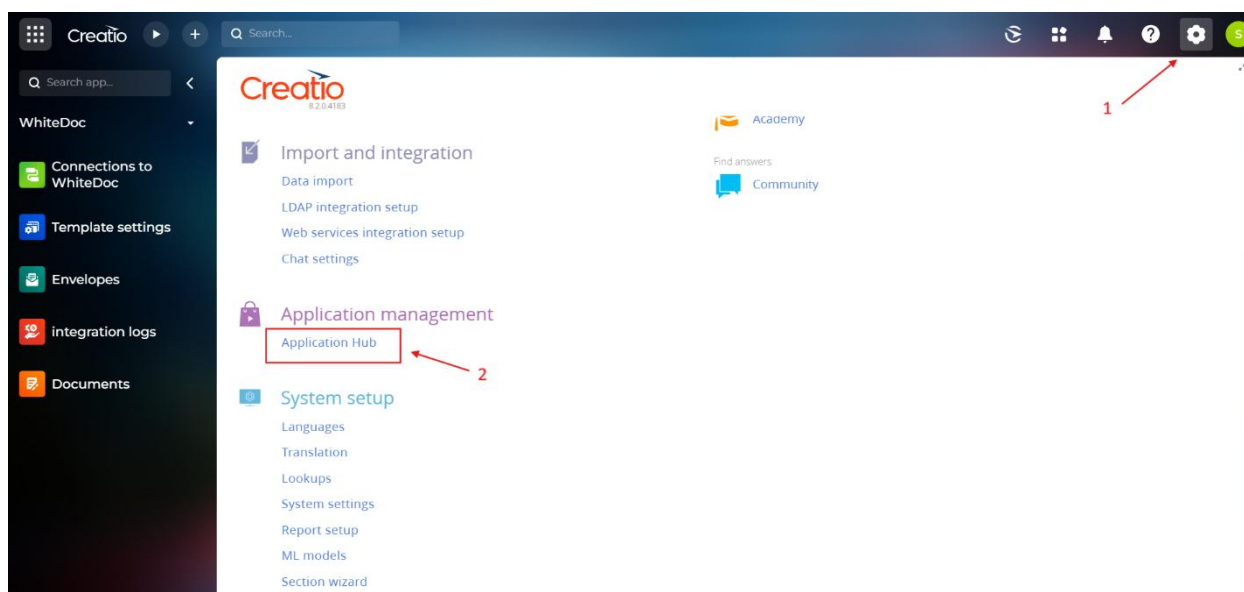 Creatio
Search...
?
S
Search app...
WhiteDoc
Connections to
WhiteDoc
Template settings
Envelopes
integration logs
Documents
Creatio
8.2.0.4183
Import and integration
Data import
LDAP integration setup
Web services integration setup
Chat settings
Application management
Application Hub
System setup
Languages
Translation
Lookups
System settings
Report setup
ML models
Section wizard
Academy
Find answers
Community
1
2